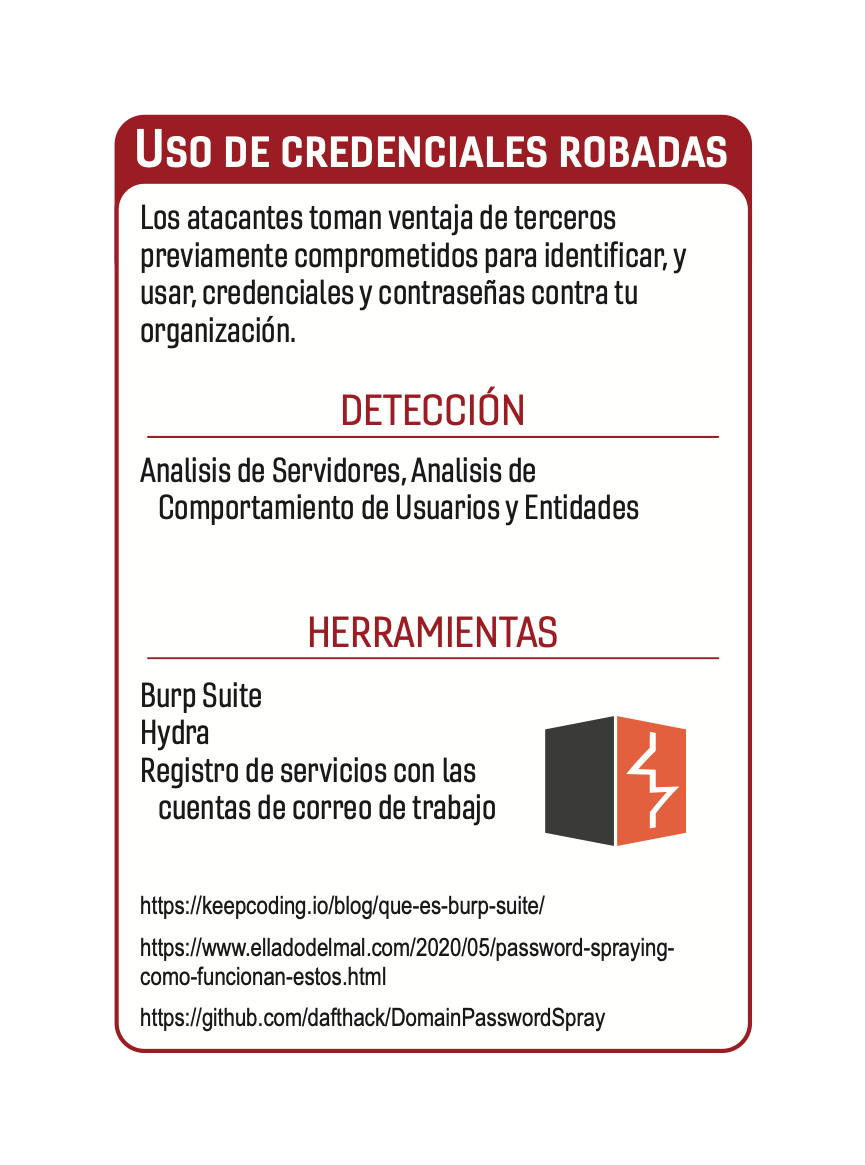 USO DE CREDENCIALES ROBADAS
Los atacantes toman ventaja de terceros
previamente comprometidos para identificar, y
usar, credenciales y contraseñas contra tu
organización.
DETECCIÓN
Analisis de Servidores, Analisis de
Comportamiento de Usuarios y Entidades
HERRAMIENTAS
Burp Suite
Hydra
Registro de servicios con las
cuentas de correo de trabajo
https://keepcoding.io/blog/que-es-burp-suite/
https://www.elladodelmal.com/2020/05/password-spraying-
como-funcionan-estos.html
https://github.com/dafthack/DomainPasswordSpray